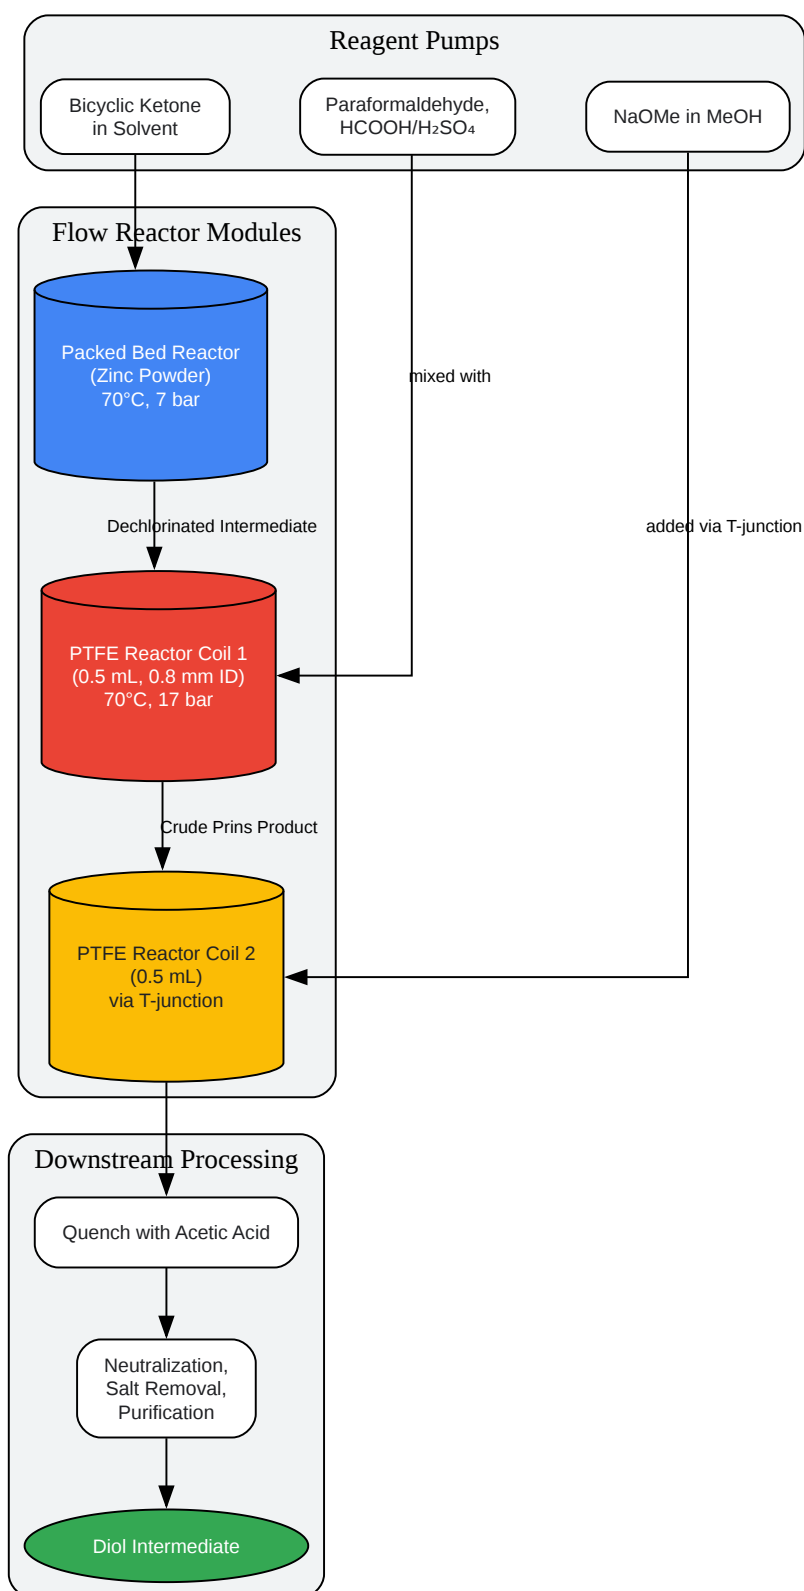 Reagent Pumps
Bicyclic Ketone
in Solvent
Paraformaldehyde,
HCOOH/H₂SO₄
NaOMe in MeOH
Flow Reactor Modules
Packed Bed Reactor
(Zinc Powder)
70°C, 7 bar
mixed with
Dechlorinated Intermediate
added via T-junction
PTFE Reactor Coil 1
(0.5 mL, 0.8 mm ID)
70°C, 17 bar
Crude Prins Product
PTFE Reactor Coil 2
(0.5 mL)
via T-junction
Downstream Processing
Quench with Acetic Acid
Neutralization,
Salt Removal,
Purification
Diol Intermediate